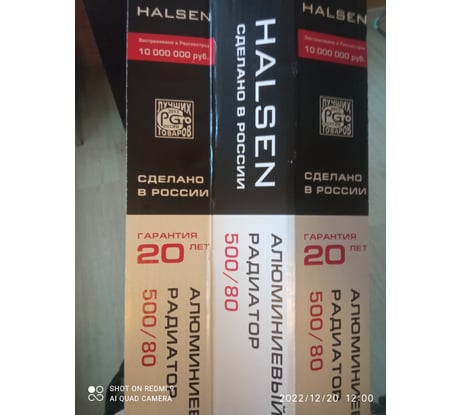 HALSEN
Застраховано в Росгосстрах
10 000 000 руб.
ЛУЧШИХ
ТОВАРОВ
СДЕЛАНО
В РОССИИ
ГАРАНТИЯ
20 ЛЕТ
АЛЮМИНИЕВ
РАДИАТОР
500/80
HALSEN
СДЕЛАНО В РОССИИ
АЛЮМИНИЕВЫЙ
РАДИАТОР
500/80
HALSEN
Застраховано в Росгосстрах
10 000 000 руб.
ЛУЧШИХ
ТОВАРОВ
СДЕЛАНО
В РОССИИ
ГАРАНТИЯ
20 ЛЕТ
АЛЮМИНИЕ
РАДИАТОР
500/80
SHOT ON REDMI 9
AI QUAD CAMERA
2022/12/20 12:00